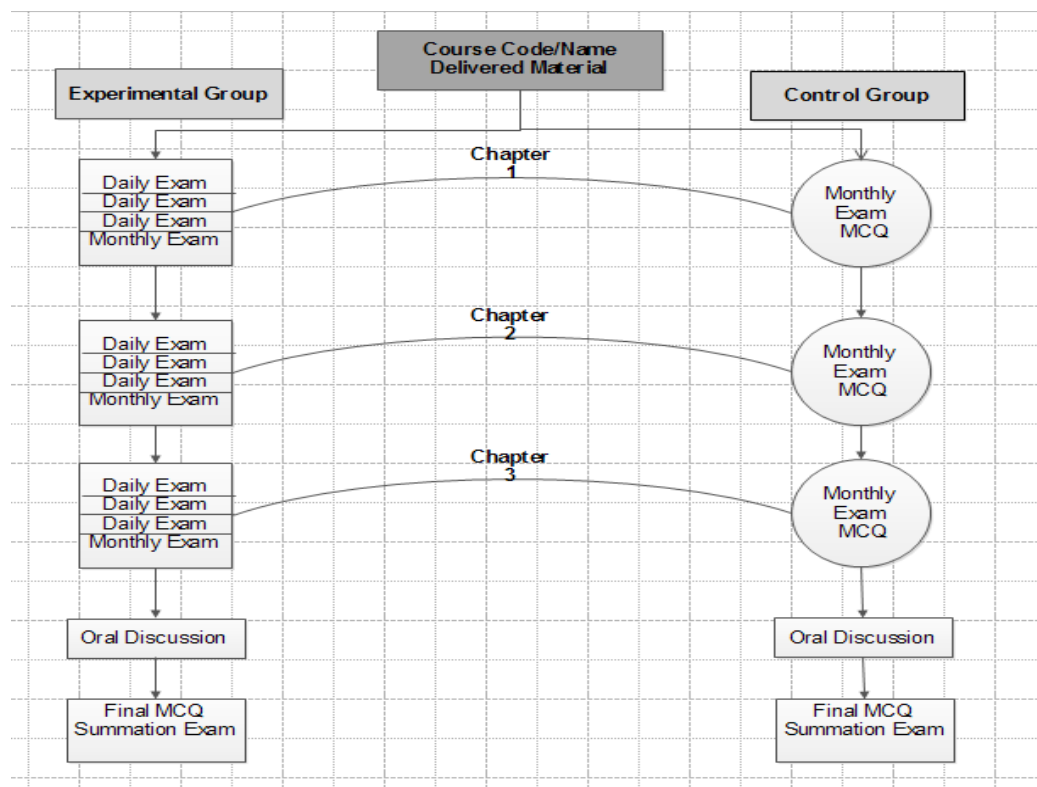 Course Code/Name
Delivered Material
Experimental Group
Control Group
Chapter
1
Daily Exam
Daily Exam
Daily Exam
Monthly Exam
Monthly
Exam
MCQ
Chapter
2
Daily Exam
Daily Exam
Daily Exam
Monthly Exam
Monthly
Exam
MCQ
Chapter
3
Daily Exam
Daily Exam
Daily Exam
Monthly Exam
Monthly
Exam
MCQ
Oral Discussion
Oral Discussion
Final MCQ
Summation Exam
Final MCQ
Summation Exam